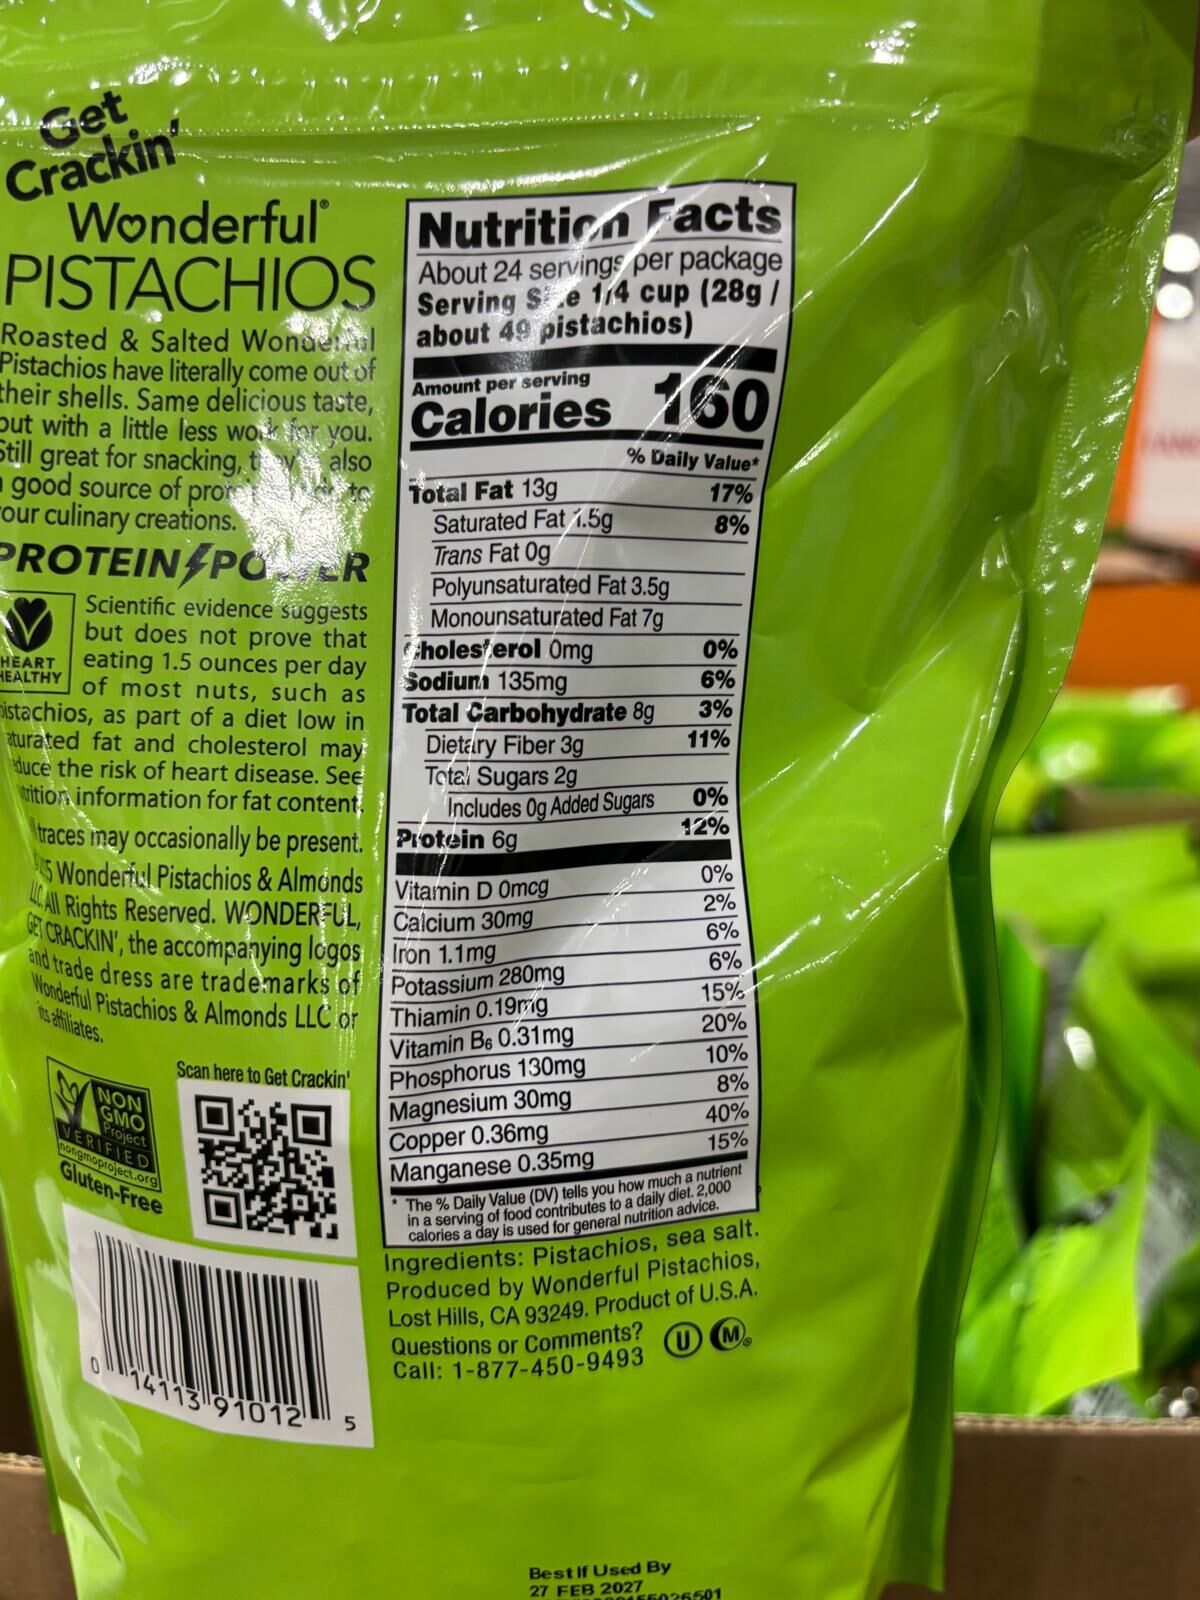 Get
Crackin'
Wonderful®
PISTACHIOS
Roasted & Salted Wonderful
Pistachios have literally come out of
their shells. Same delicious taste,
but with a little less work for you.
Still great for snacking, they're also
good source of to
our culinary creations.
PROTEIN POWER
HEART
HEALTHY
Scientific evidence suggests
but does not prove that
eating 1.5 ounces per day
of most nuts, such as
pistachios, as part of a diet low in
saturated fat and cholesterol may
reduce the risk of heart disease. See
nutrition information for fat content.
traces may occasionally be present.
Wonderful Pistachios & Almonds
LLC. All Rights Reserved. WONDERFUL,
GET CRACKIN', the accompanying logos
and trade dress are trademarks of
Wonderful Pistachios & Almonds LLC or
its affiliates.
NON
GMO
Project
VERIFIED
nongmoproject.org
Gluten-Free
Scan here to Get Crackin'
0 14113 91012 5
Nutrition Facts
About 24 servings per package
Serving Size 1/4 cup (28g /
about 49 pistachios)
Amount per serving
Calories 160
% Daily Value*
Total Fat 13g 17%
Saturated Fat 1.5g 8%
Trans Fat 0g
Polyunsaturated Fat 3.5g
Monounsaturated Fat 7g
Cholesterol 0mg 0%
Sodium 135mg 6%
Total Carbohydrate 8g 3%
Dietary Fiber 3g 11%
Total Sugars 2g
Includes 0g Added Sugars 0%
Protein 6g 12%
Vitamin D 0mcg 0%
Calcium 30mg 2%
Iron 1.1mg 6%
Potassium 280mg 6%
Thiamin 0.19mg 15%
Vitamin B6 0.31mg 20%
Phosphorus 130mg 10%
Magnesium 30mg 8%
Copper 0.36mg 40%
Manganese 0.35mg 15%
* The % Daily Value (DV) tells you how much a nutrient
in a serving of food contributes to a daily diet. 2,000
calories a day is used for general nutrition advice.
Ingredients: Pistachios, sea salt.
Produced by Wonderful Pistachios,
Lost Hills, CA 93249. Product of U.S.A.
Questions or Comments?
Call: 1-877-450-9493
U M®
Best If Used By
27 FEB 2027